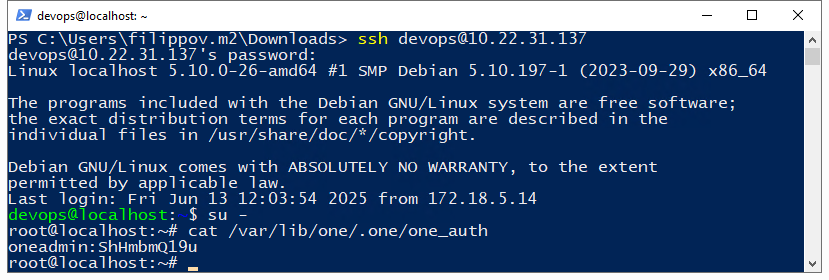 devops@localhost: ~
PS C:\Users\filippov.m2\Downloads> ssh devops@10.22.31.137
devops@10.22.31.137's password:
Linux localhost 5.10.0-26-amd64 #1 SMP Debian 5.10.197-1 (2023-09-29) x86_64
The programs included with the Debian GNU/Linux system are free software;
the exact distribution terms for each program are described in the
individual files in /usr/share/doc/*/copyright.
Debian GNU/Linux comes with ABSOLUTELY NO WARRANTY, to the extent
permitted by applicable law.
Last login: Fri Jun 13 12:03:54 2025 from 172.18.5.14
devops@localhost:~$ su -
root@localhost:~# cat /var/lib/one/.one/one_auth
oneadmin:ShHmbmQ19u
root@localhost:~#